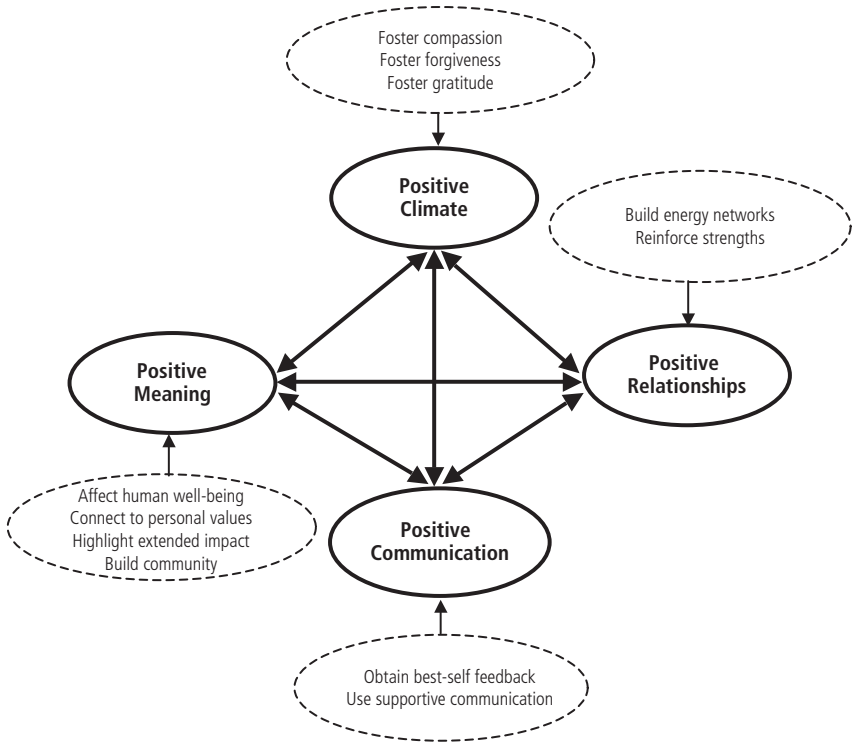 Foster compassion
Foster forgiveness
Foster gratitude
Positive
Climate
Build energy networks
Reinforce strengths
Positive
Relationships
Positive
Meaning
Affect human well-being
Connect to personal values
Highlight extended impact
Build community
Positive
Communication
Obtain best-self feedback
Use supportive communication